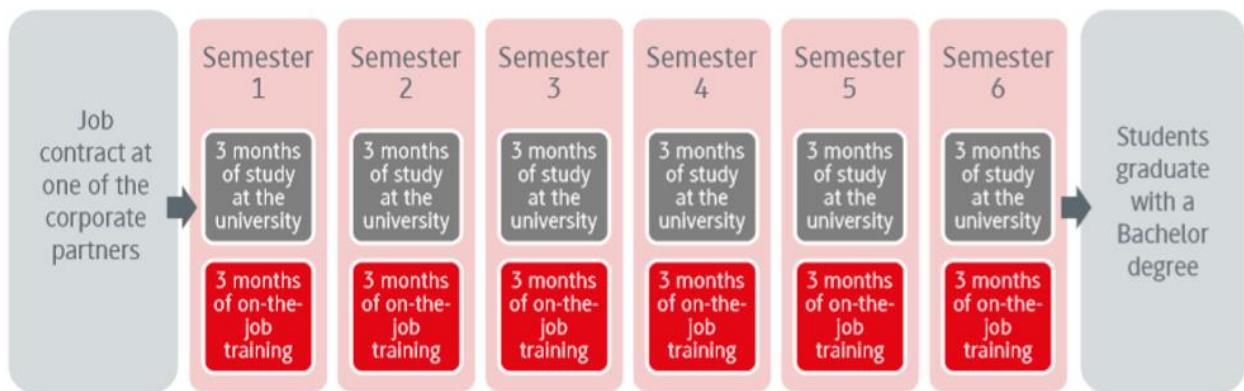 Job
contract at
one of the
corporate
partners
Semester
1
3 months
of study
at the
university
3 months
of on-the-
job
training
Semester
2
3 months
of study
at the
university
3 months
of on-the-
job
training
Semester
3
3 months
of study
at the
university
3 months
of on-the-
job
training
Semester
4
3 months
of study
at the
university
3 months
of on-the-
job
training
Semester
5
3 months
of study
at the
university
3 months
of on-the-
job
training
Semester
6
3 months
of study
at the
university
3 months
of on-the-
job
training
Students
graduate
with a
Bachelor
degree